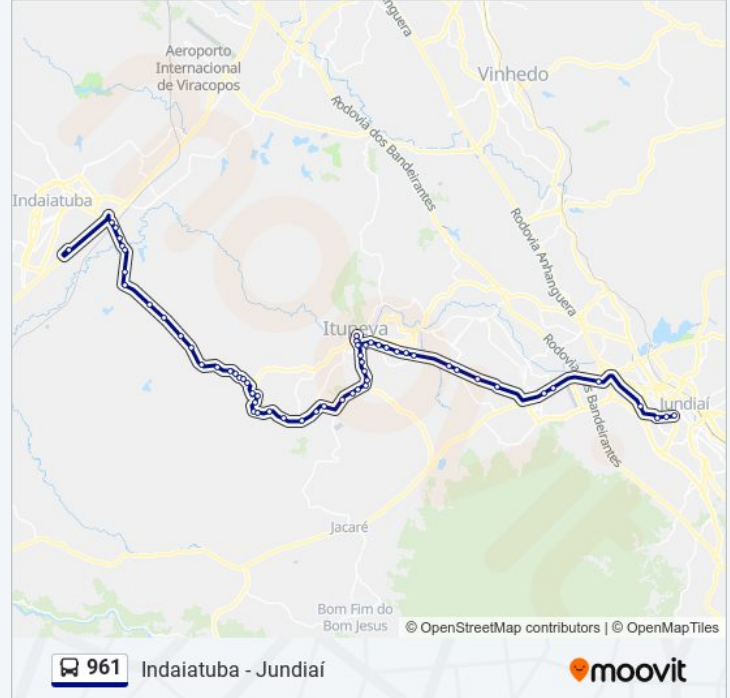 nguera
Aeroporto
Internacional
de Viracopos
Vinhedo
Rodovia dos Bandeirantes
Indaiatuba
Rodovia Anhanguera
Itupeva
Rodovia dos Bandeirantes
Jundiaí
Jacaré
Bom Fim do
Bom Jesus
© OpenStreetMap contributors | © OpenMapTiles
961 Indaiatuba - Jundiaí
moovit